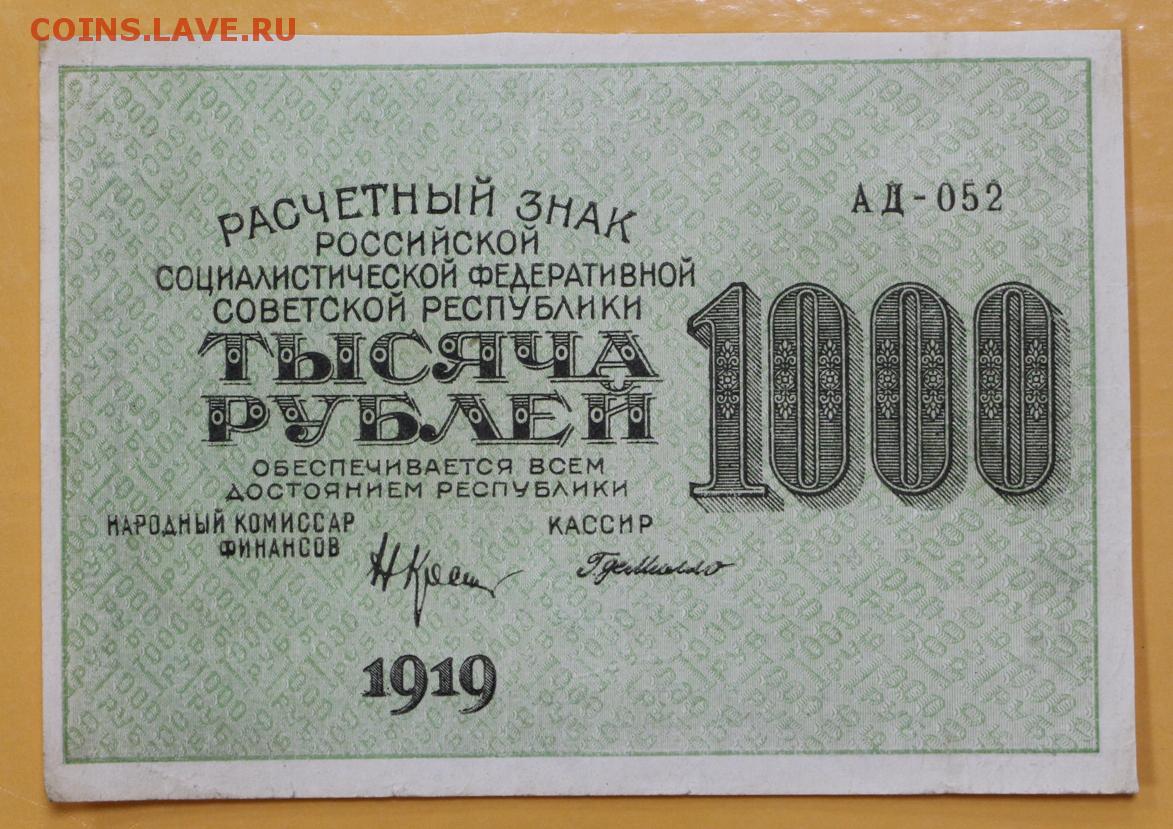 COINS.LAVE.RU
РАСЧЕТНЫЙ ЗНАК
РОССИЙСКОЙ
СОЦИАЛИСТИЧЕСКОЙ ФЕДЕРАТИВНОЙ
СОВЕТСКОЙ РЕСПУБЛИКИ
ТЫСЯЧА
РУБЛЕЙ
ОБЕСПЕЧИВАЕТСЯ ВСЕМ
ДОСТОЯНИЕМ РЕСПУБЛИКИ
АД-052
1000
НАРОДНЫЙ КОМИССАР
ФИНАНСОВ
КАССИР
1919